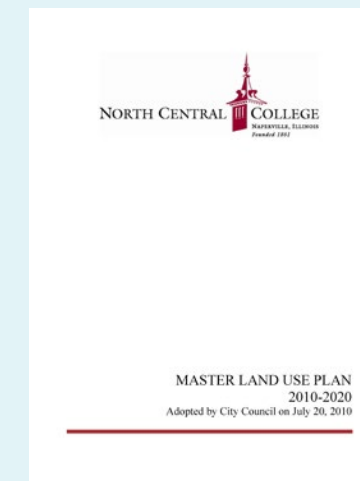 NORTH CENTRAL COLLEGE
NAPERVILLE, ILLINOIS
Founded 1861
MASTER LAND USE PLAN
2010-2020
Adopted by City Council on July 20, 2010